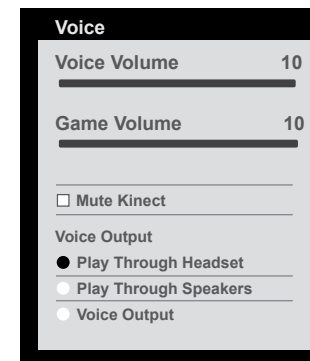 Voice
Voice Volume 10
Game Volume 10
Mute Kinect
Voice Output
Play Through Headset
Play Through Speakers
Voice Output